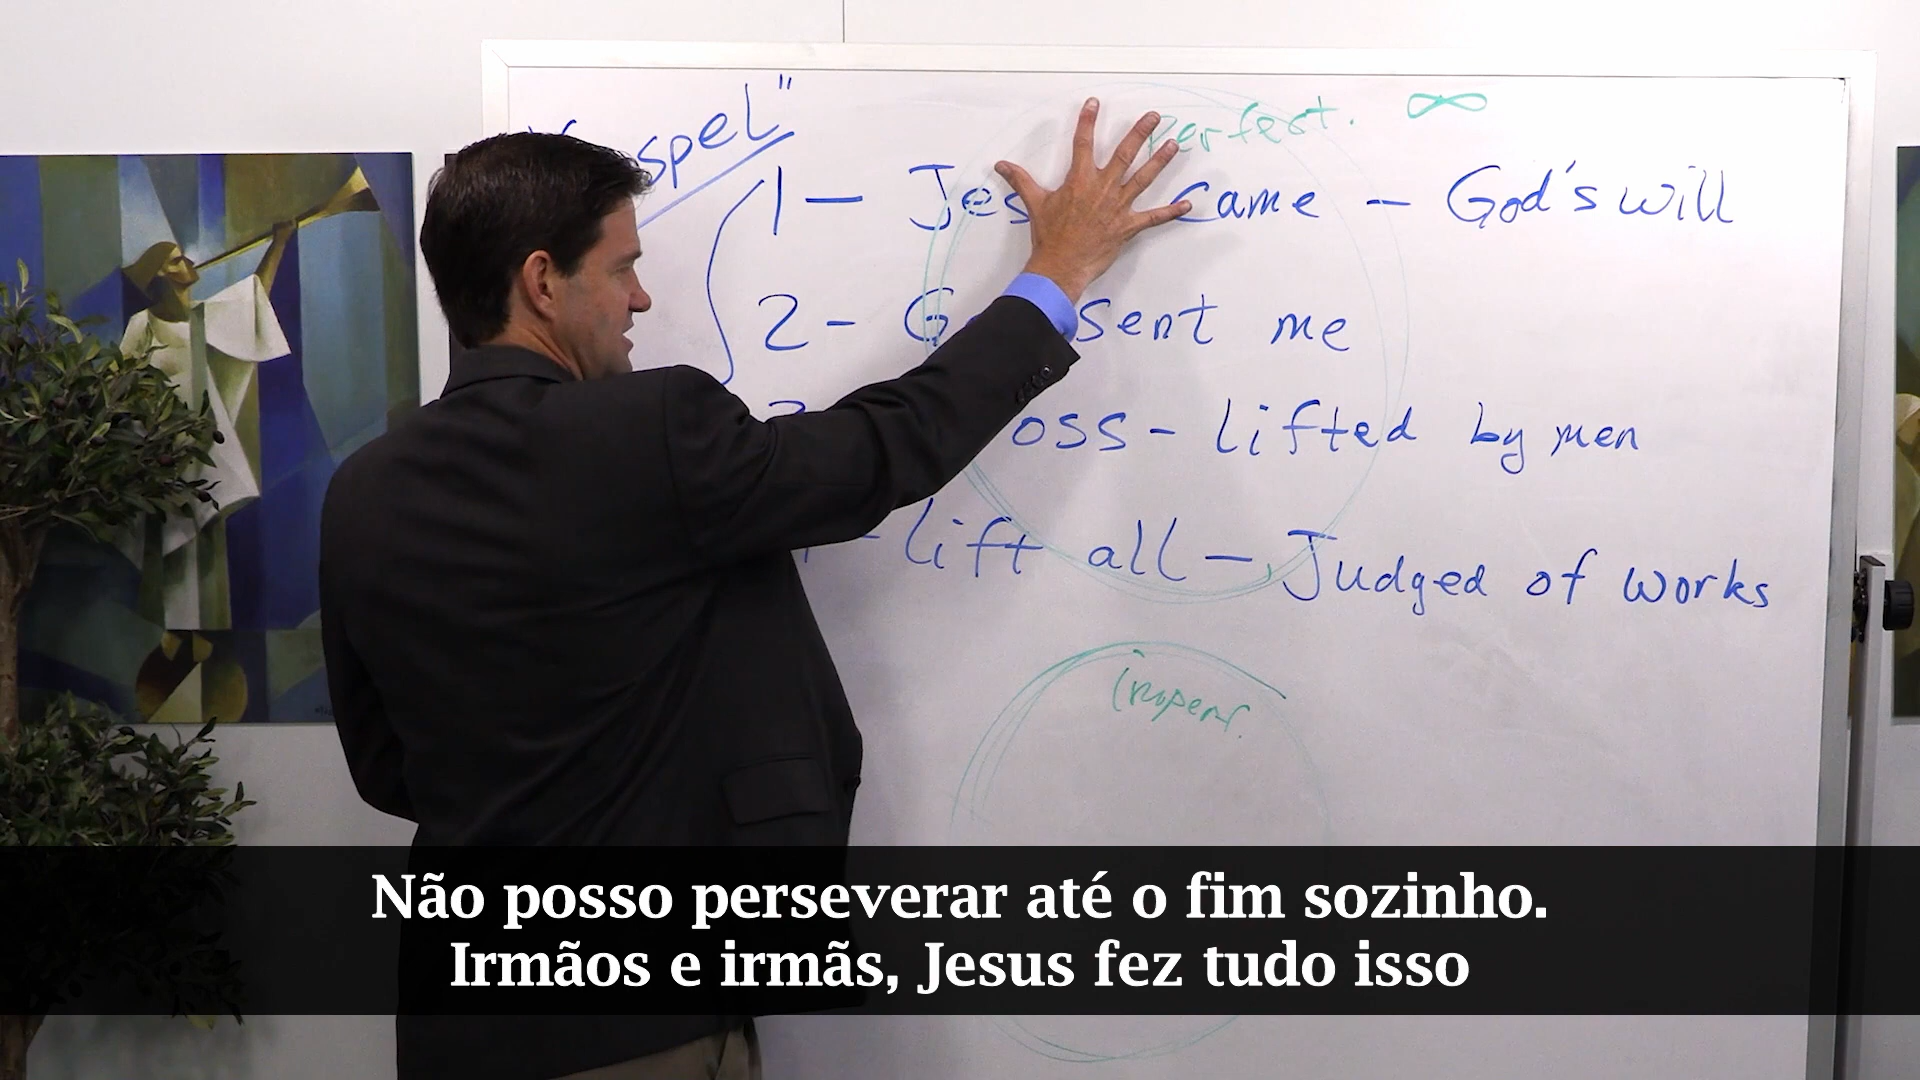 spel"
perfect. ∞
1 - Jes came - God's will
2 - G sent me
oss - lifted by men
- lift all - Judged of works
Não posso perseverar até o fim sozinho.
Irmãos e irmãs, Jesus fez tudo isso